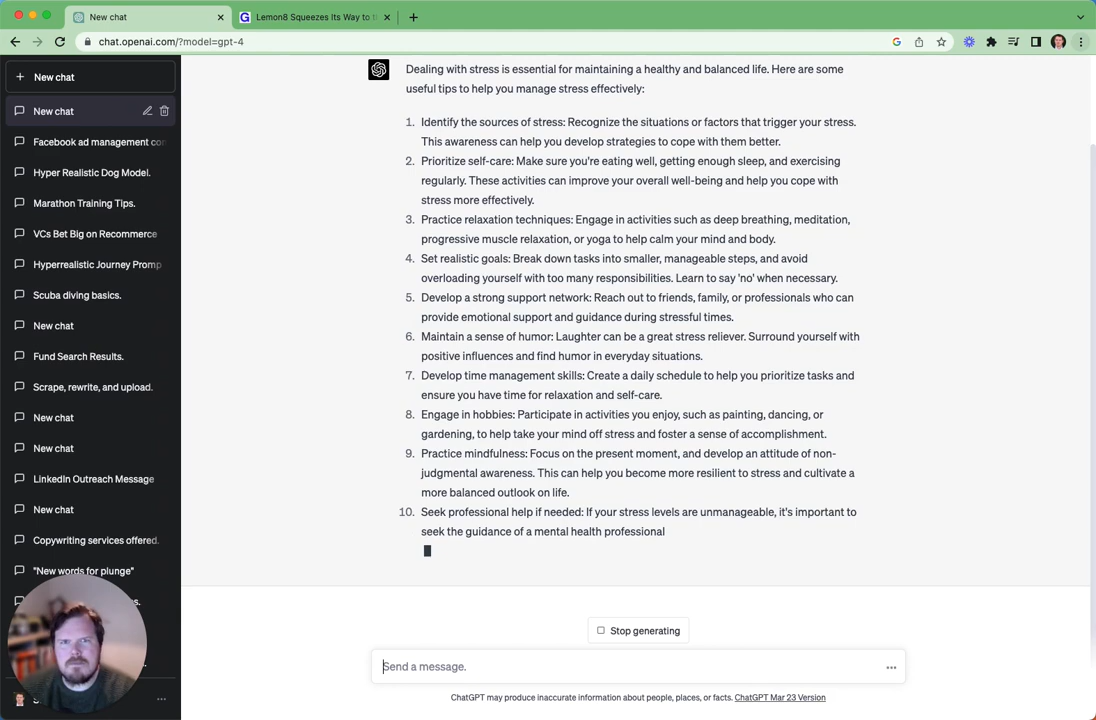 New chat
Lemon8 Squeezes Its Way to t
chat.openai.com/?model=gpt-4
New chat
New chat
Facebook ad management co
Hyper Realistic Dog Model.
Marathon Training Tips.
VCs Bet Big on Recommerce
Hyperrealistic Journey Promp
Scuba diving basics.
New chat
Fund Search Results.
Scrape, rewrite, and upload.
New chat
New chat
LinkedIn Outreach Message
New chat
Copywriting services offered.
"New words for plunge"
Dealing with stress is essential for maintaining a healthy and balanced life. Here are some
useful tips to help you manage stress effectively:
1. Identify the sources of stress: Recognize the situations or factors that trigger your stress.
This awareness can help you develop strategies to cope with them better.
2. Prioritize self-care: Make sure you're eating well, getting enough sleep, and exercising
regularly. These activities can improve your overall well-being and help you cope with
stress more effectively.
3. Practice relaxation techniques: Engage in activities such as deep breathing, meditation,
progressive muscle relaxation, or yoga to help calm your mind and body.
4. Set realistic goals: Break down tasks into smaller, manageable steps, and avoid
overloading yourself with too many responsibilities. Learn to say 'no' when necessary.
5. Develop a strong support network: Reach out to friends, family, or professionals who can
provide emotional support and guidance during stressful times.
6. Maintain a sense of humor: Laughter can be a great stress reliever. Surround yourself with
positive influences and find humor in everyday situations.
7. Develop time management skills: Create a daily schedule to help you prioritize tasks and
ensure you have time for relaxation and self-care.
8. Engage in hobbies: Participate in activities you enjoy, such as painting, dancing, or
gardening, to help take your mind off stress and foster a sense of accomplishment.
9. Practice mindfulness: Focus on the present moment, and develop an attitude of non-
judgmental awareness. This can help you become more resilient to stress and cultivate a
more balanced outlook on life.
10. Seek professional help if needed: If your stress levels are unmanageable, it's important to
seek the guidance of a mental health professional
Stop generating
Send a message.
ChatGPT may produce inaccurate information about people, places, or facts. ChatGPT Mar 23 Version